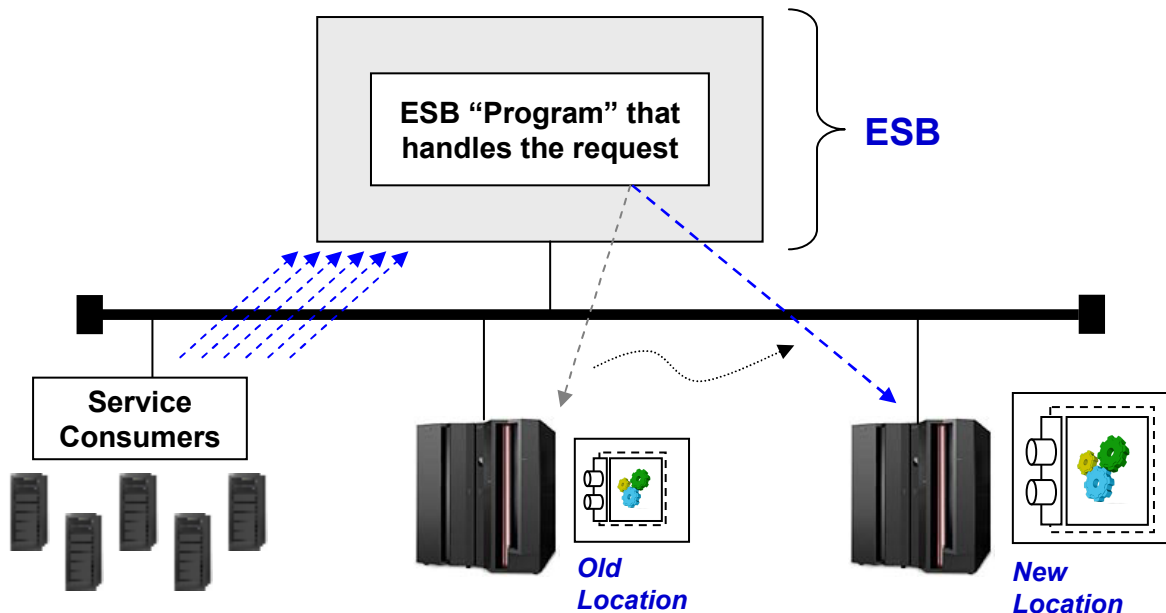 ESB “Program” that
handles the request
ESB
Service
Consumers
Old
Location
New
Location